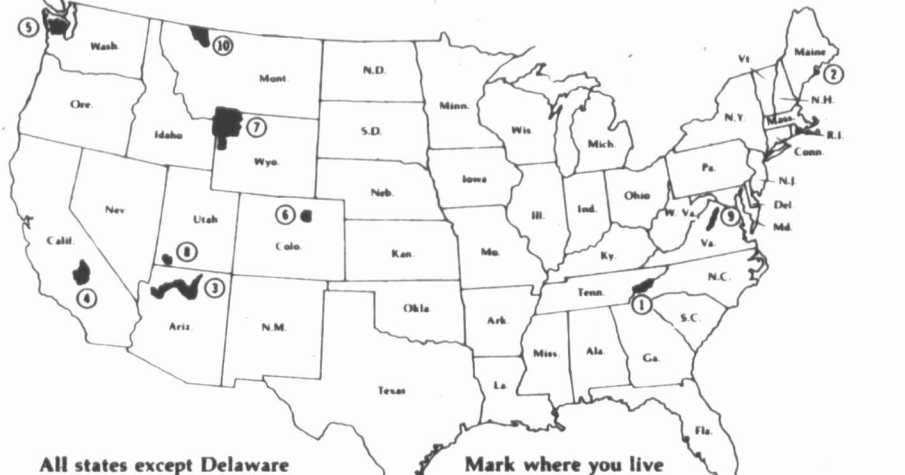 5
Wash.
10
Mont.
N.D.
Minn.
Vt.
Maine
2
N.H.
Ore.
Idaho
7
Wyo.
S.D.
Wis.
Mich.
N.Y.
Mass.
R.I.
Conn.
Nev.
Utah
6
Colo.
Neb.
Iowa
Ill.
Ind.
Ohio
Pa.
N.J.
Del.
Md.
W. Va.
9
Va.
Calif.
8
4
3
Kan.
Mo.
Ky.
N.C.
Ariz.
N.M.
Okla.
Ark.
Tenn.
1
S.C.
Texas
La.
Miss.
Ala.
Ga.
Fla.
All states except Delaware
Mark where you live